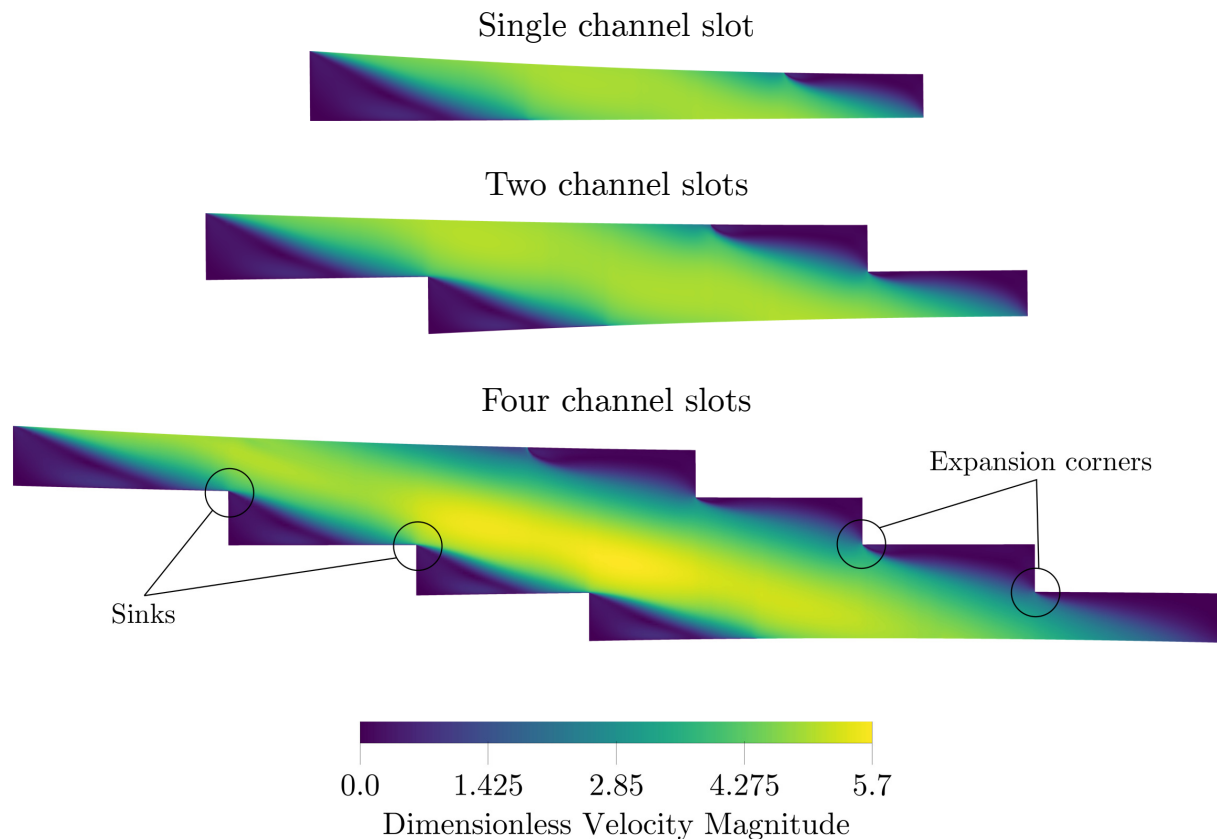 Single channel slot
Two channel slots
Four channel slots
Expansion corners
Sinks
0.0 1.425 2.85 4.275 5.7
Dimensionless Velocity Magnitude